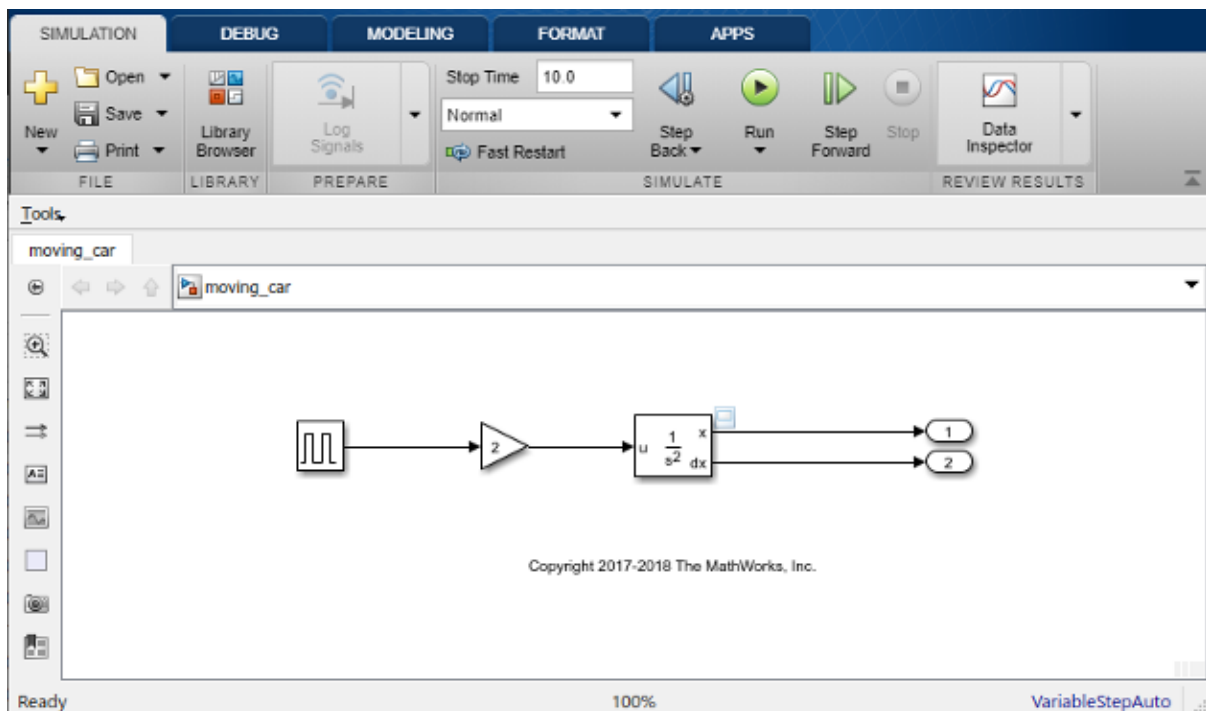 SIMULATION DEBUG MODELING FORMAT APPS
New
Open
Save
Print
FILE
Library
Browser
LIBRARY
Log
Signals
PREPARE
Stop Time 10.0
Normal
Fast Restart
Step
Back
Run
Step
Forward
Stop
SIMULATE
Data
Inspector
REVIEW RESULTS
Tools
moving_car
moving_car
2
u 1/s² x dx
1
2
Copyright 2017-2018 The MathWorks, Inc.
Ready 100% VariableStepAuto